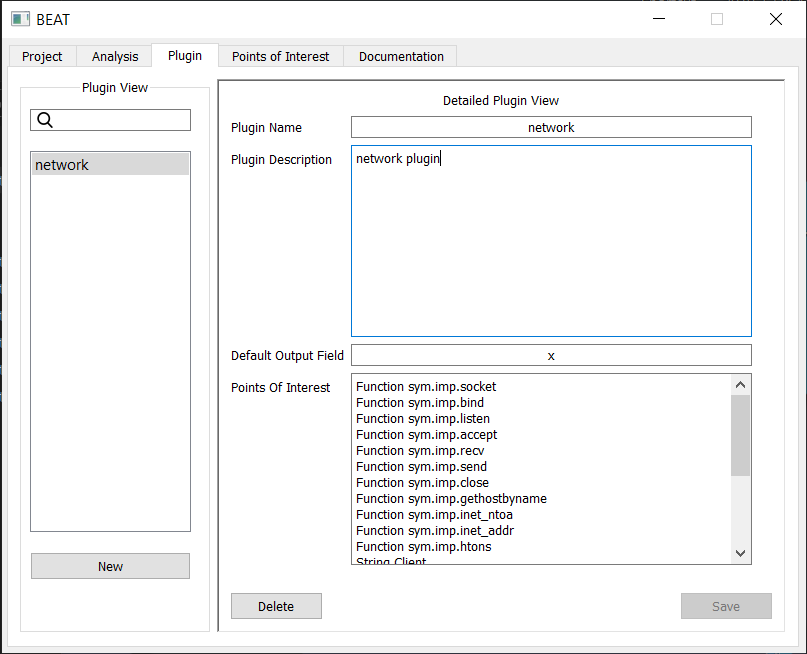 BEAT
Project Analysis Plugin Points of Interest Documentation
Plugin View
network
New
Detailed Plugin View
Plugin Name network
Plugin Description network plugin
Default Output Field x
Points Of Interest
Function sym.imp.socket
Function sym.imp.bind
Function sym.imp.listen
Function sym.imp.accept
Function sym.imp.recv
Function sym.imp.send
Function sym.imp.close
Function sym.imp.gethostbyname
Function sym.imp.inet_ntoa
Function sym.imp.inet_addr
Function sym.imp.htons
String Client
Delete Save